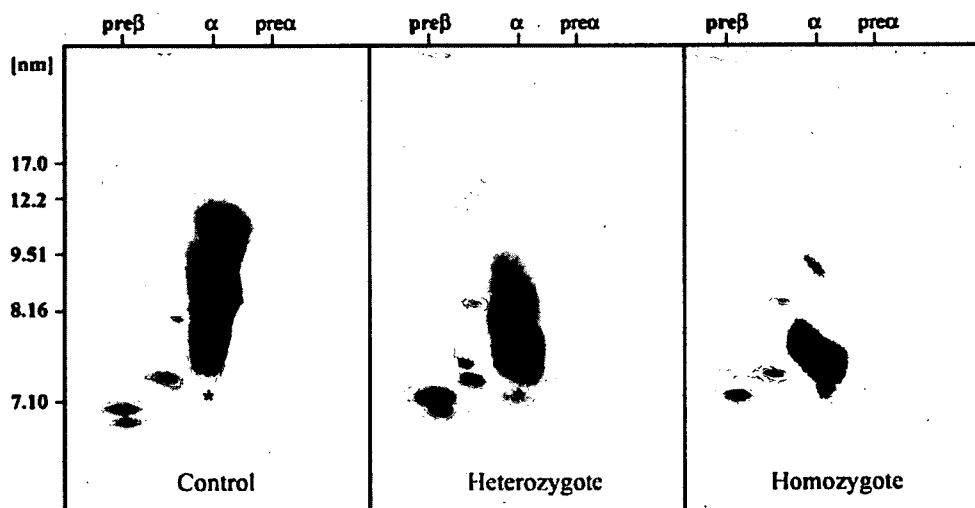 preβ α preα preβ α preα preβ α preα
[nm]
17.0
12.2
9.51
8.16
7.10
* *
Control Heterozygote Homozygote